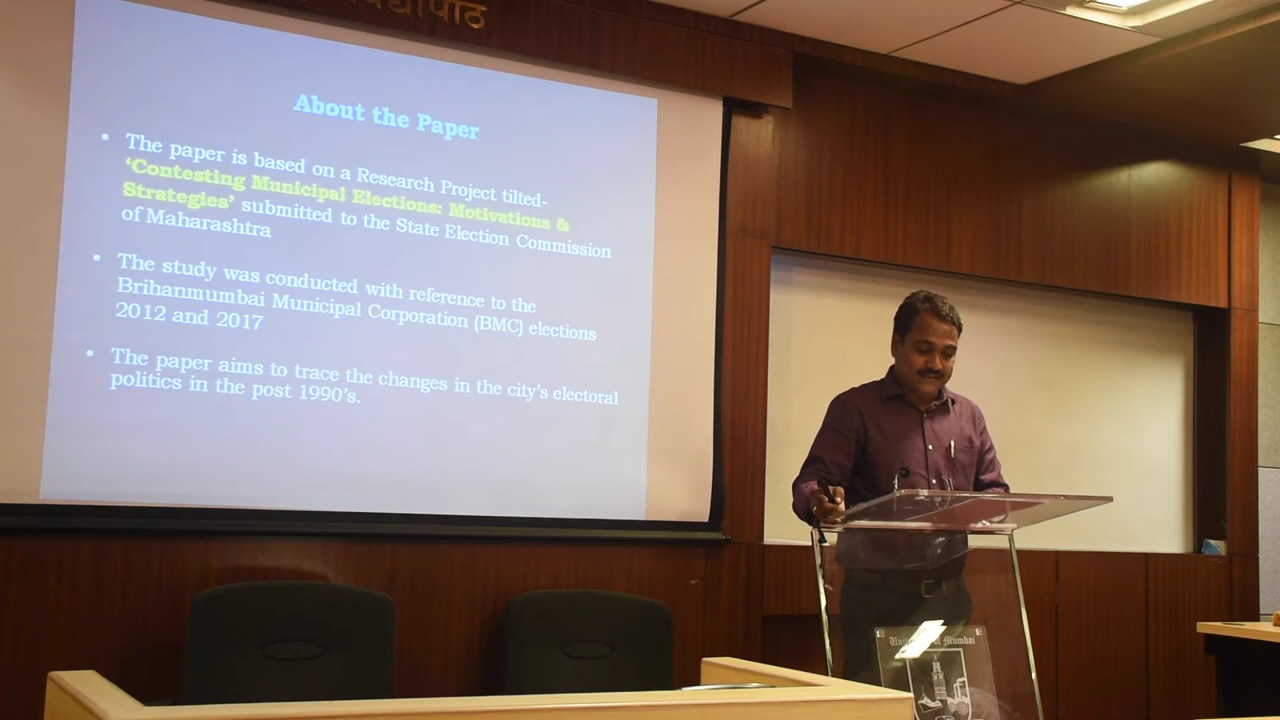 विद्यापीठ
About the Paper
• The paper is based on a Research Project tilted-
‘Contesting Municipal Elections: Motivations &
Strategies’ submitted to the State Election Commission
of Maharashtra
• The study was conducted with reference to the
Brihanmumbai Municipal Corporation (BMC) elections
2012 and 2017
• The paper aims to trace the changes in the city's electoral
politics in the post 1990's.
of Mumbai